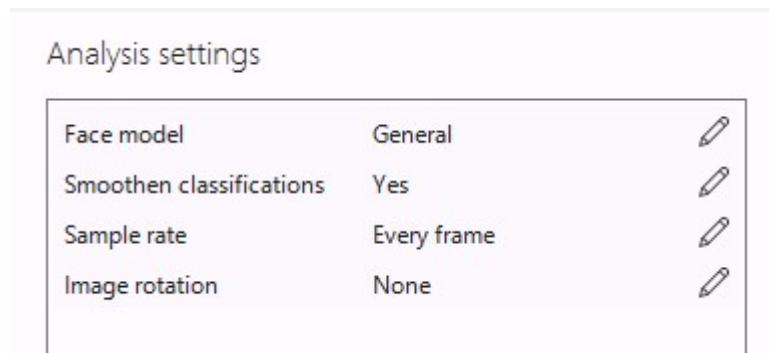 Analysis settings
Face model General
Smoothen classifications Yes
Sample rate Every frame
Image rotation None